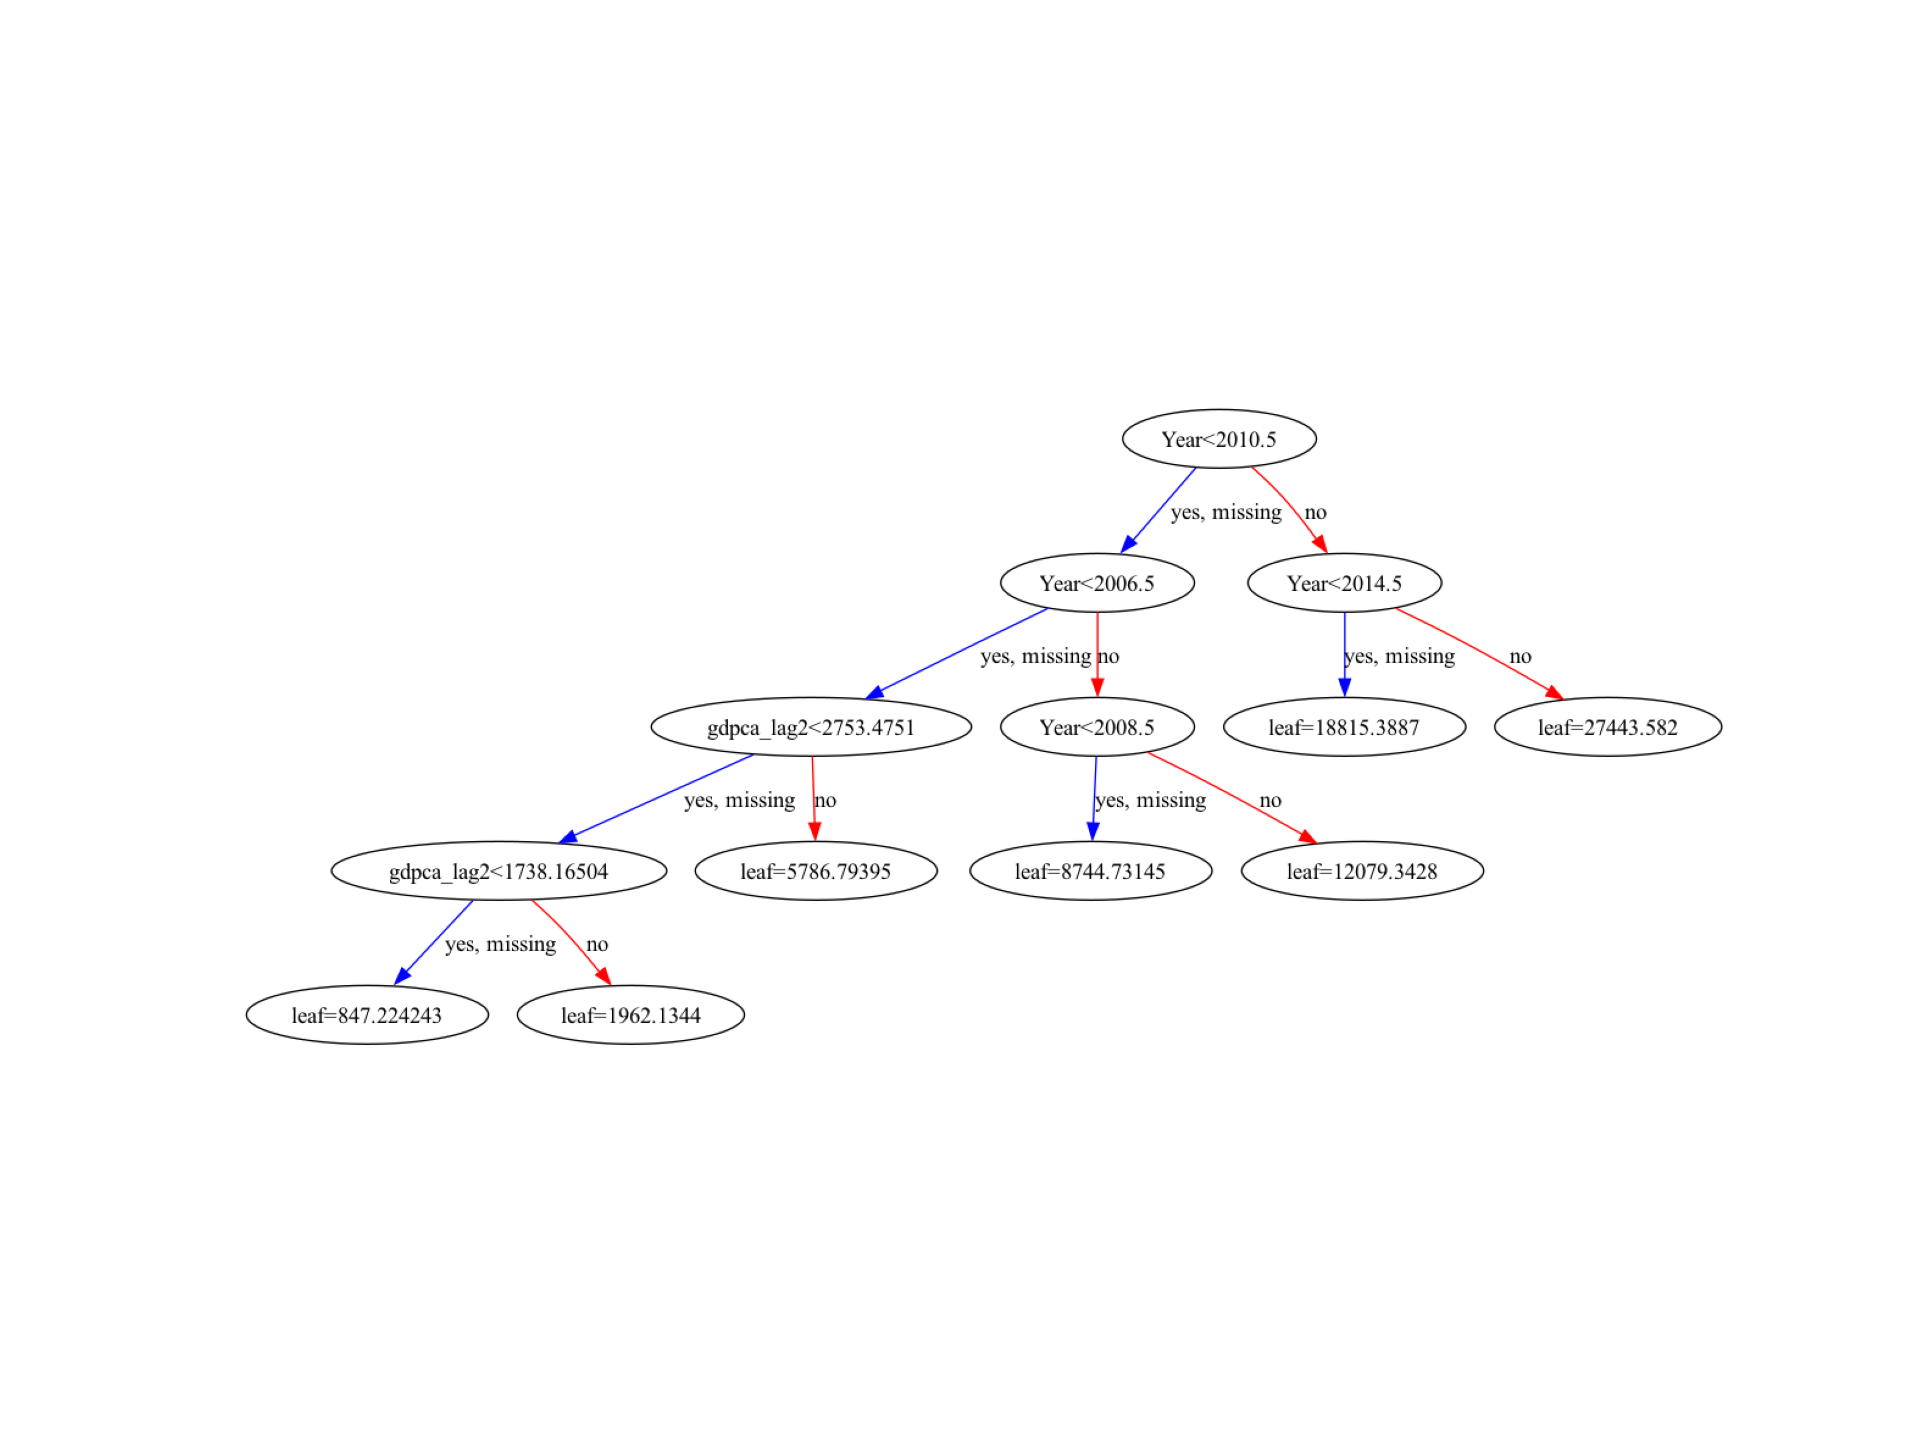 Year<2010.5
yes, missing
no
Year<2006.5
Year<2014.5
yes, missing
no
yes, missing
no
gdpca_lag2<2753.4751
Year<2008.5
leaf=18815.3887
leaf=27443.582
yes, missing
no
yes, missing
no
gdpca_lag2<1738.16504
leaf=5786.79395
leaf=8744.73145
leaf=12079.3428
yes, missing
no
leaf=847.224243
leaf=1962.1344